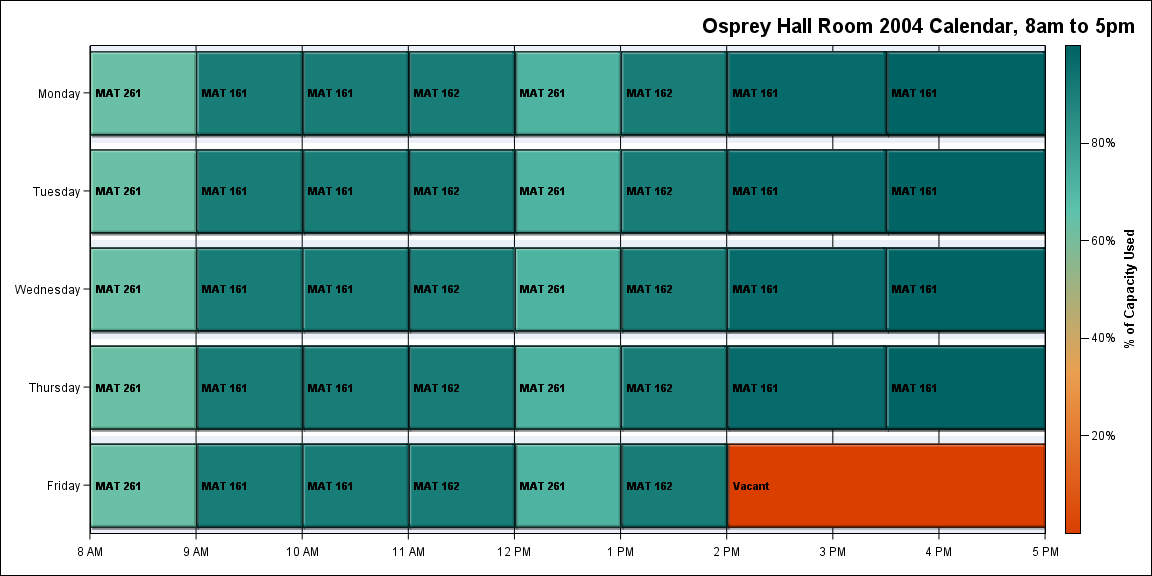 Osprey Hall Room 2004 Calendar, 8am to 5pm
Monday
MAT 261 MAT 161 MAT 161 MAT 162 MAT 261 MAT 162 MAT 161 MAT 161
Tuesday
MAT 261 MAT 161 MAT 161 MAT 162 MAT 261 MAT 162 MAT 161 MAT 161
Wednesday
MAT 261 MAT 161 MAT 161 MAT 162 MAT 261 MAT 162 MAT 161 MAT 161
Thursday
MAT 261 MAT 161 MAT 161 MAT 162 MAT 261 MAT 162 MAT 161 MAT 161
Friday
MAT 261 MAT 161 MAT 161 MAT 162 MAT 261 MAT 162 Vacant
8 AM 9 AM 10 AM 11 AM 12 PM 1 PM 2 PM 3 PM 4 PM 5 PM
80%
60%
40%
20%
% of Capacity Used